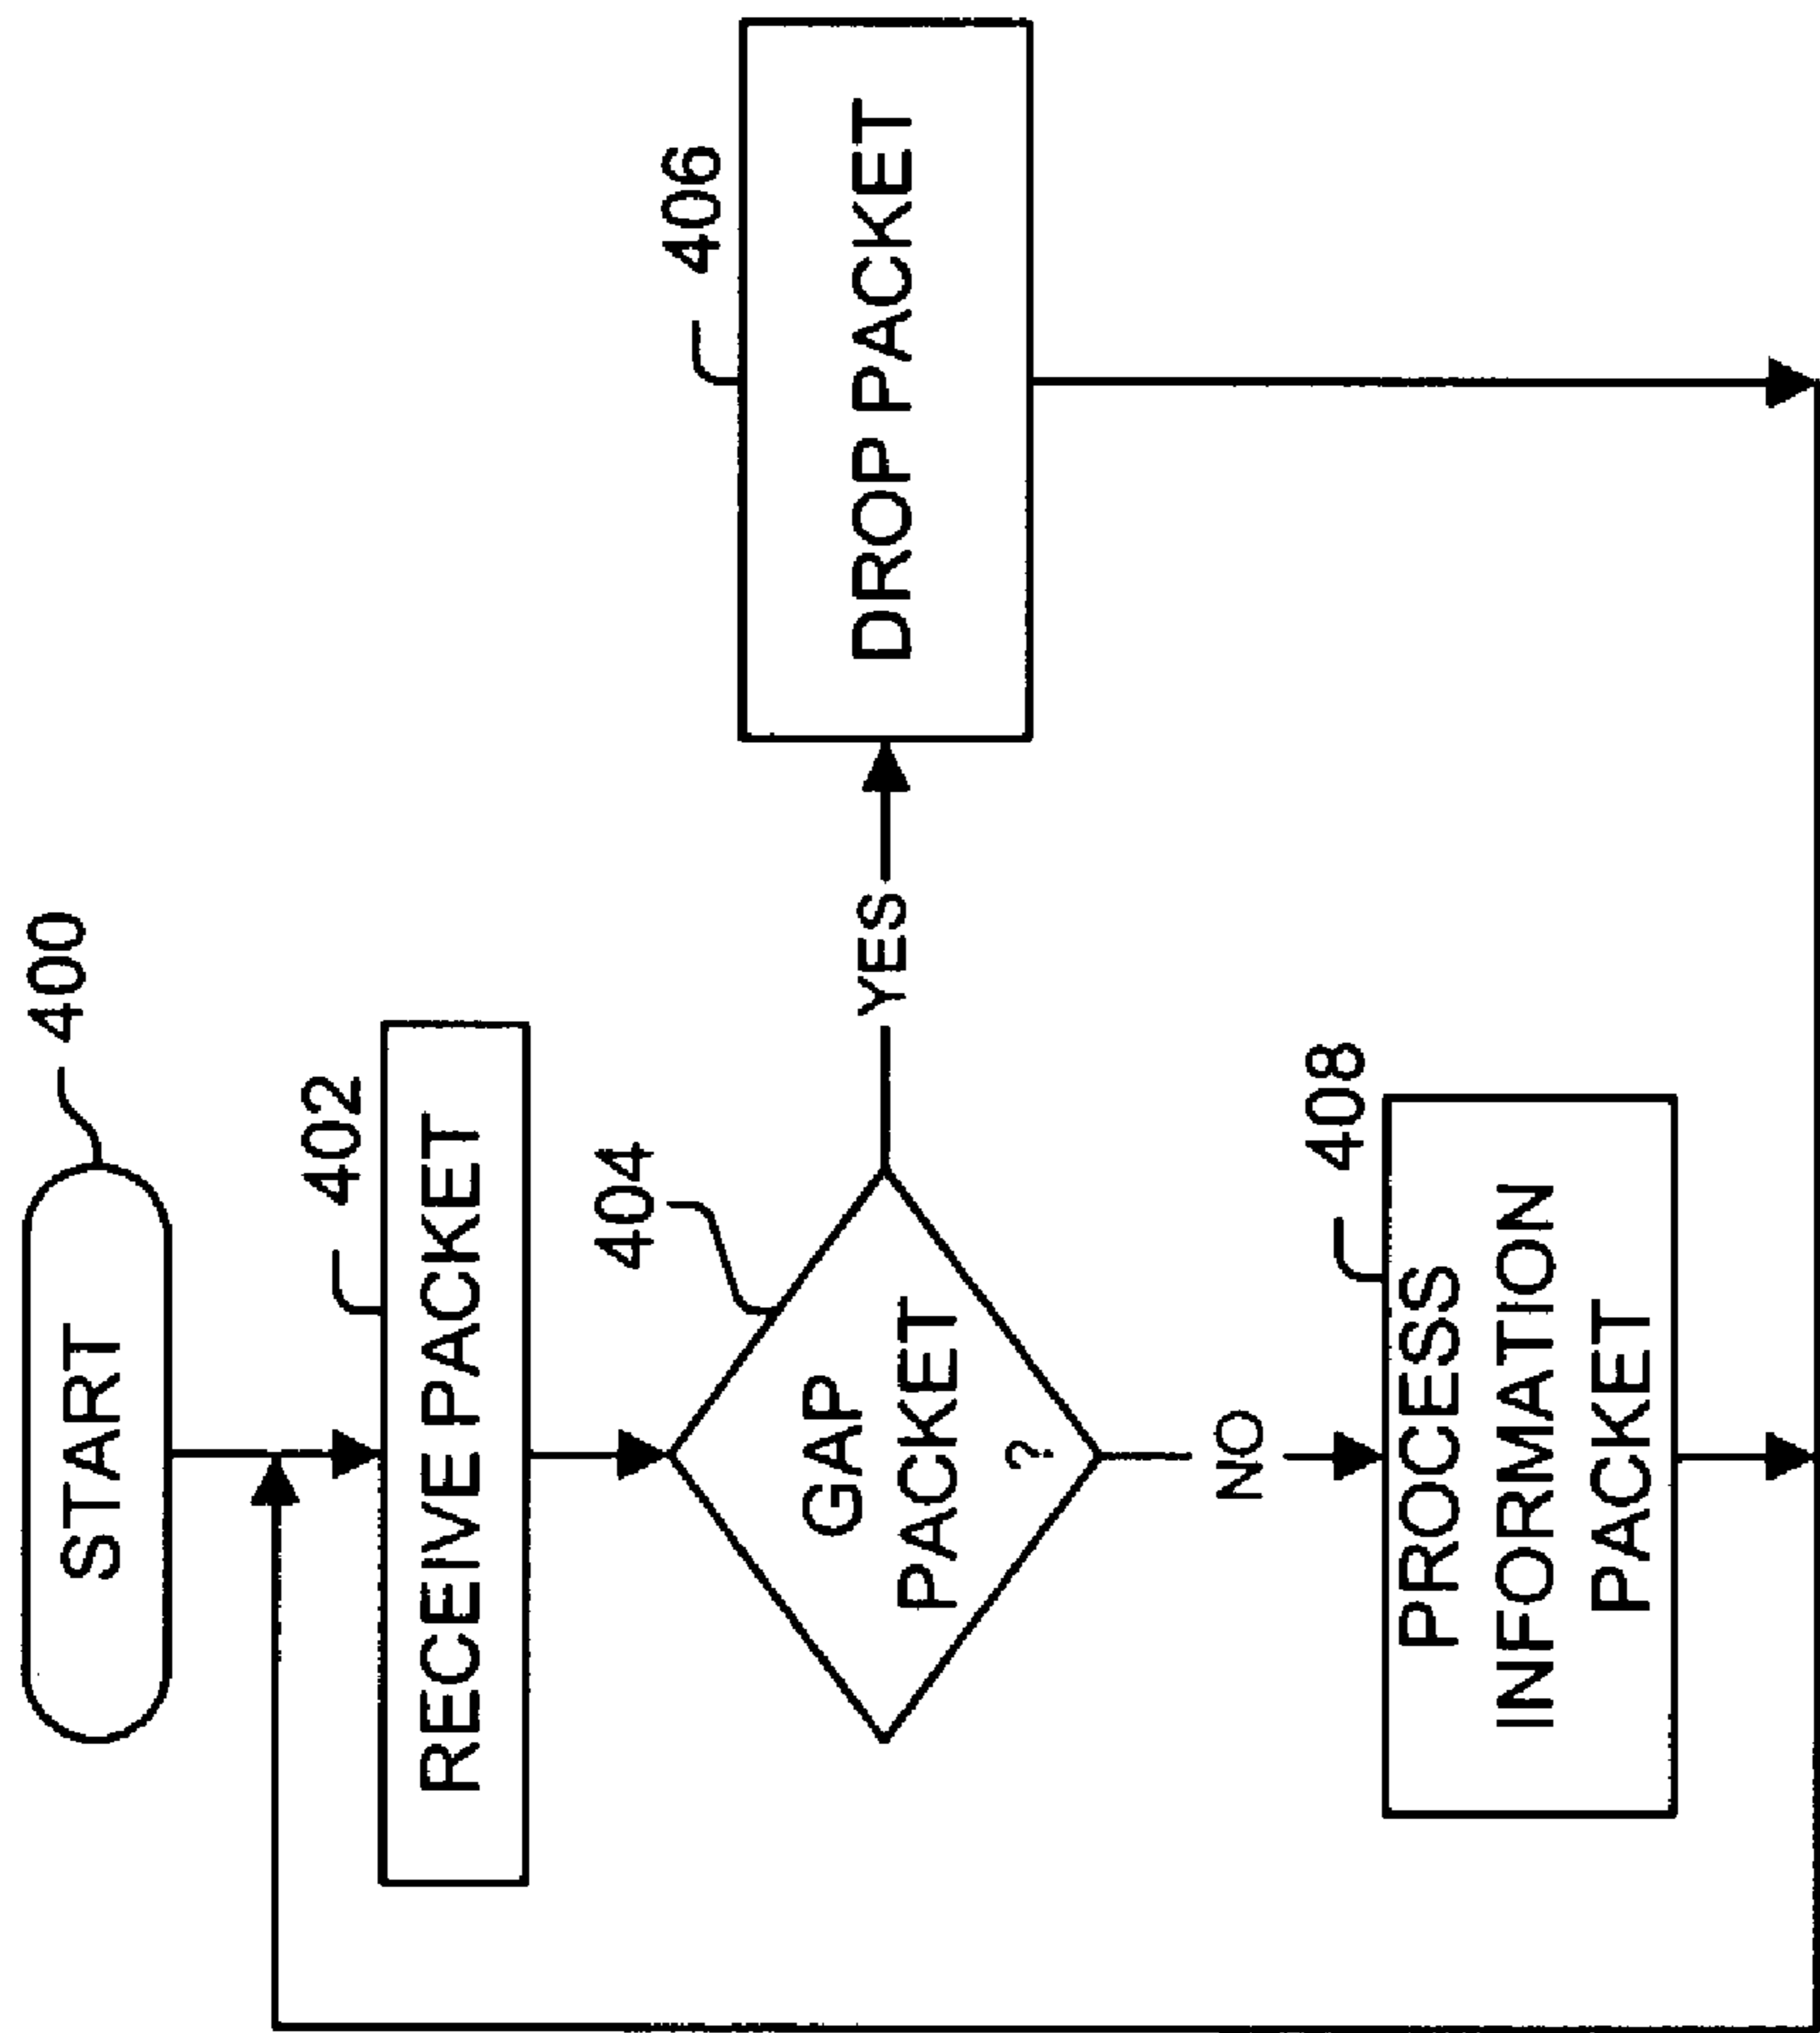 START
400
402
RECEIVE PACKET
404
GAP
PACKET
?
YES
406
DROP PACKET
NO
408
PROCESS
INFORMATION
PACKET